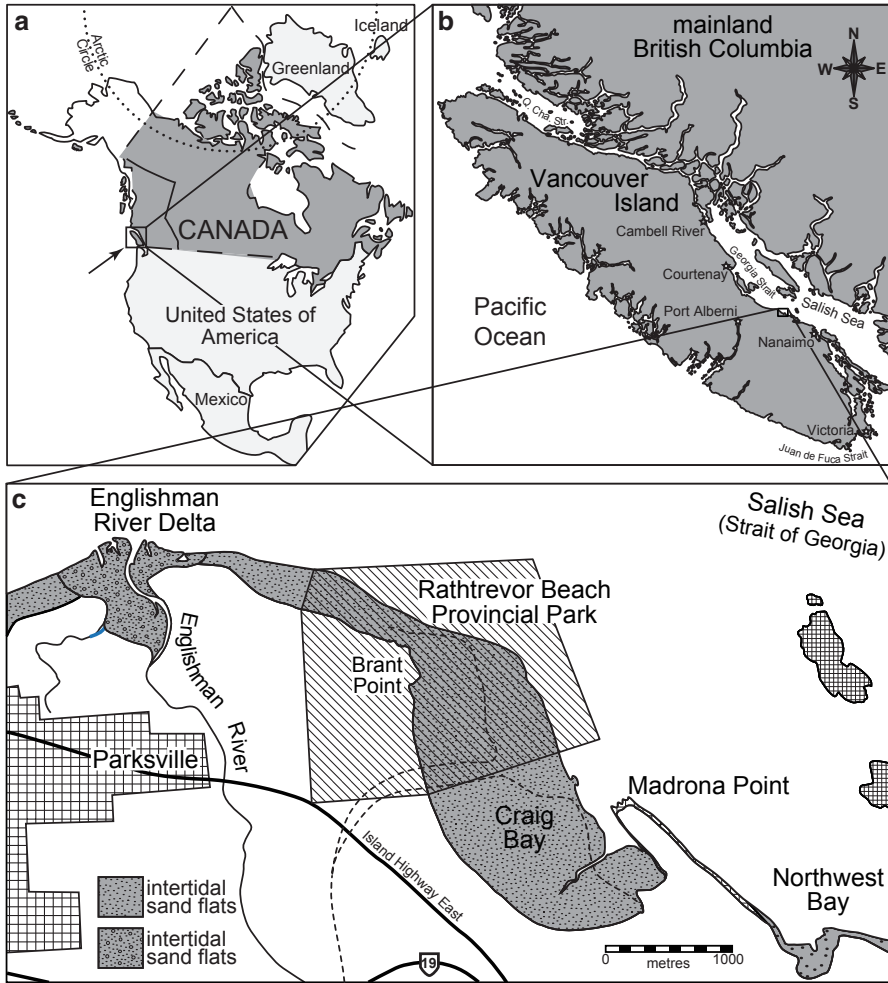 a
Arctic
Circle
Iceland
Greenland
CANADA
United States of
America
Mexico
b
mainland
British Columbia
N
W
E
S
Q. Cha. Str.
Vancouver
Island
Cambell River
Georgia Strait
Courtenay
Salish Sea
Port Alberni
Pacific
Ocean
Nanaimo
Victoria
Juan de Fuca Strait
c
Englishman
River Delta
Salish Sea
(Strait of Georgia)
Rathtrevor Beach
Provincial Park
Englishman
River
Brant
Point
Parksville
Madrona Point
Craig
Bay
Island Highway East
Northwest
Bay
intertidal
sand flats
intertidal
sand flats
19
0
metres
1000